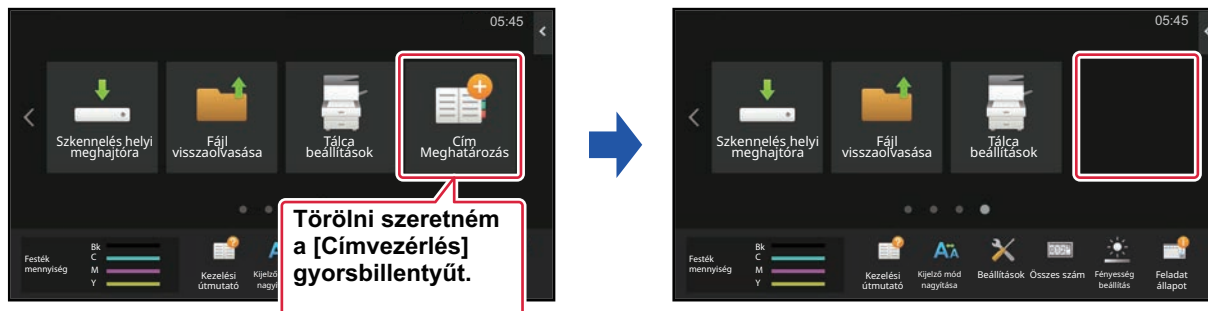 05:45
Szkennelés helyi
meghajtóra
Fájl
visszaolvasása
Tálca
beállítások
Cím
Meghatározás
Törölni szeretném
a [Címvezérlés]
gyorsbillentyűt.
Festék
mennyiség
Bk
C
M
Y
Kezelési
útmutató
05:45
Szkennelés helyi
meghajtóra
Fájl
visszaolvasása
Tálca
beállítások
Festék
mennyiség
Bk
C
M
Y
Kezelési
útmutató
Kijelző mód
nagyítása
Beállítások
Összes szám
Fényesség
beállítás
Feladat
állapot